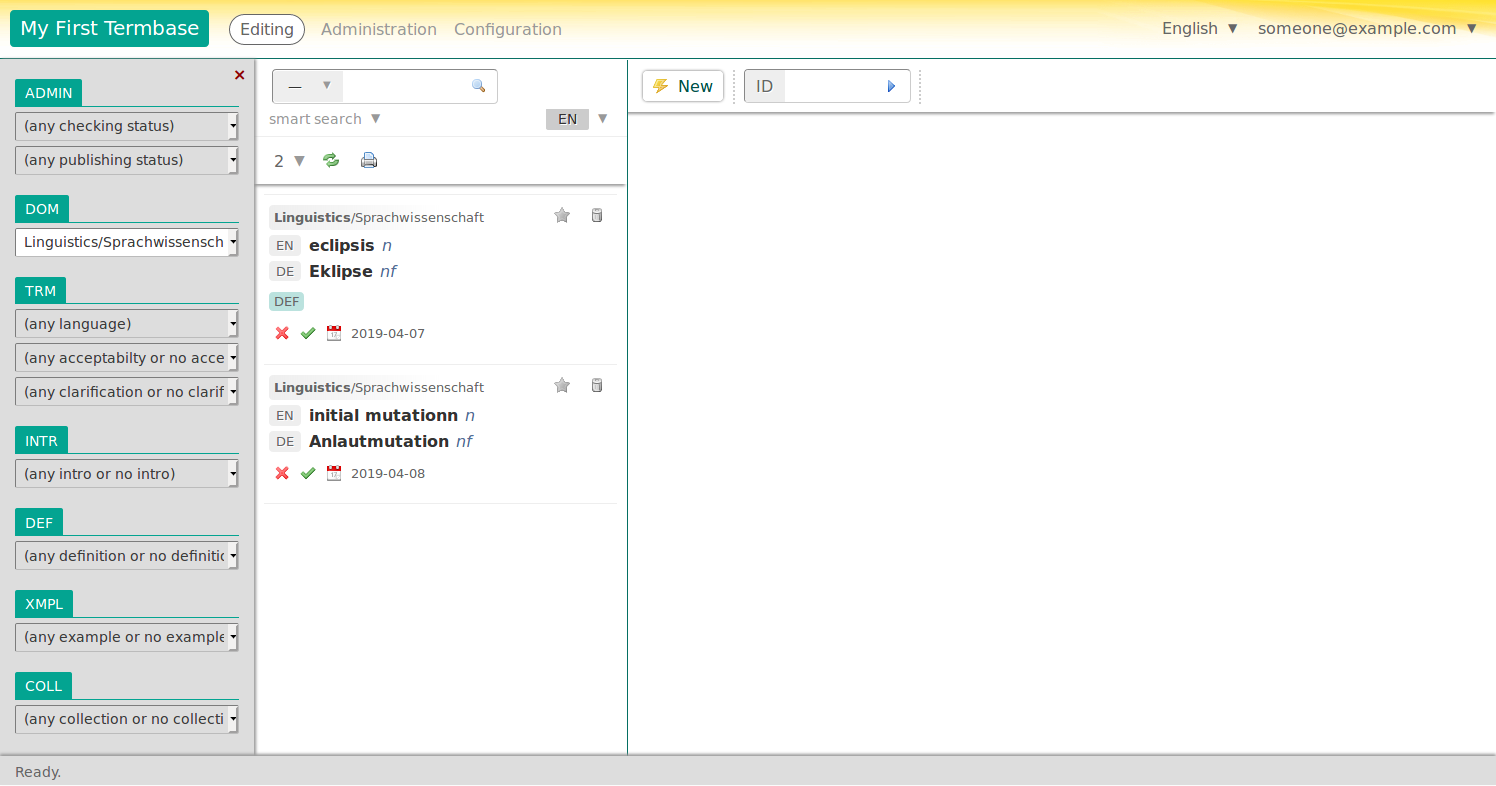 My First Termbase Editing Administration Configuration English someone@example.com
ADMIN
(any checking status)
(any publishing status)
DOM
Linguistics/Sprachwissensch
TRM
(any language)
(any acceptabilty or no acce
(any clarification or no clarif
INTR
(any intro or no intro)
DEF
(any definition or no definitic
XMPL
(any example or no example
COLL
(any collection or no collecti
—
smart search EN
2
Linguistics/Sprachwissenschaft
EN eclipsis n
DE Eklipse nf
DEF
2019-04-07
Linguistics/Sprachwissenschaft
EN initial mutationn n
DE Anlautmutation nf
2019-04-08
New ID
Ready.